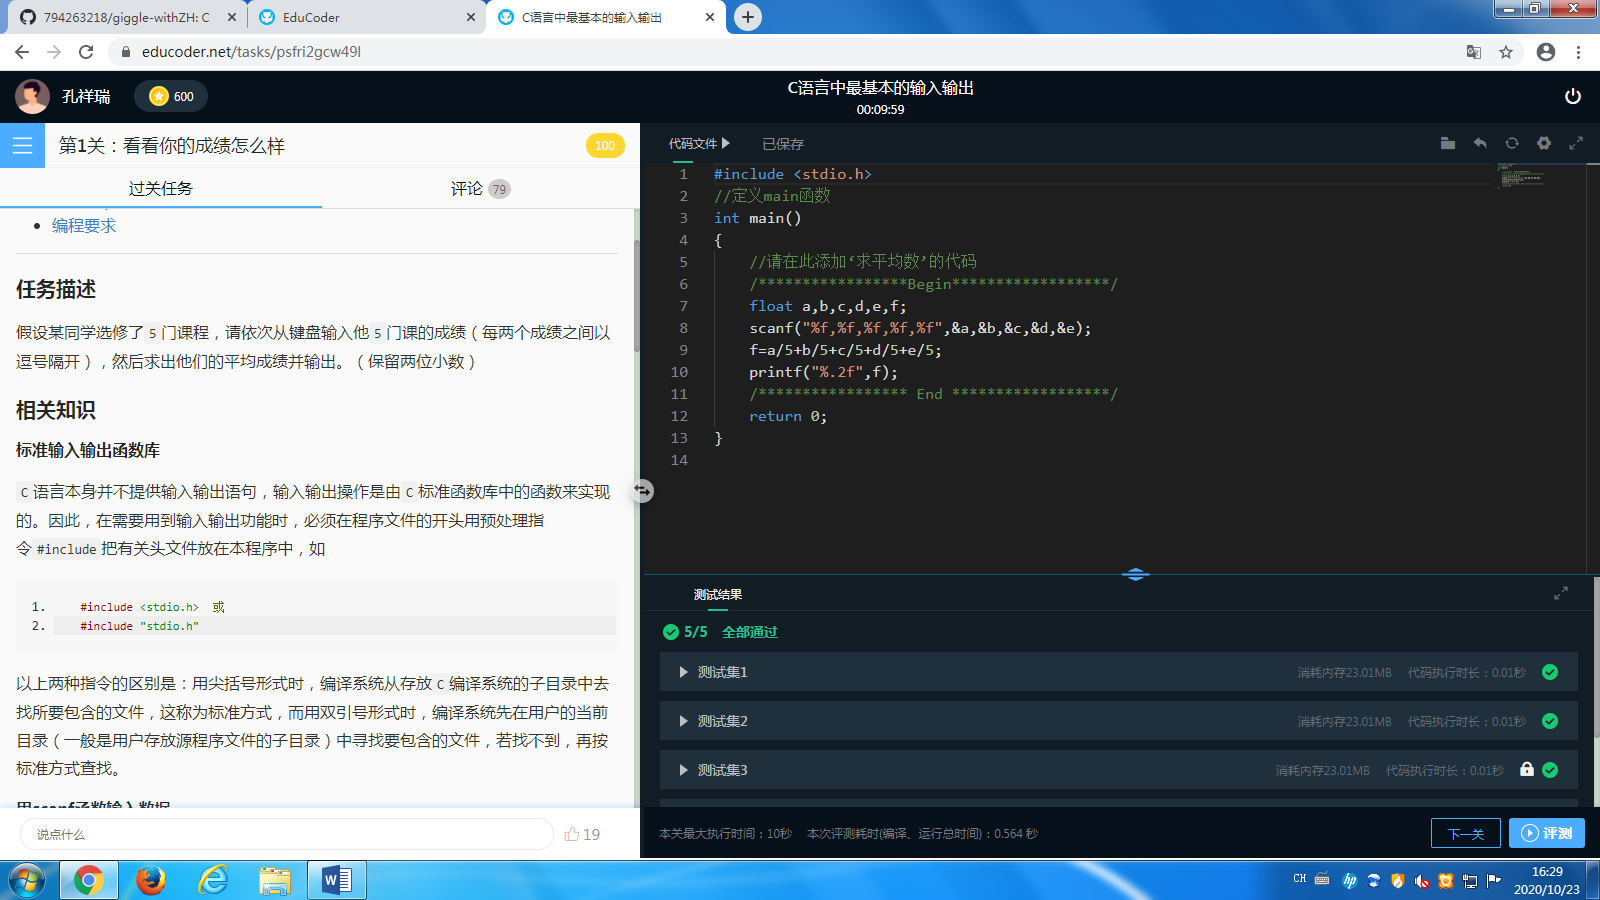 794263218/giggle-withZH: C
EduCoder
C语言中最基本的输入输出
educoder.net/tasks/psfri2gcw49l
孔祥瑞
600
C语言中最基本的输入输出
00:09:59
第1关：看看你的成绩怎么样
100
过关任务
评论 79
编程要求
任务描述
假设某同学选修了 5 门课程，请依次从键盘输入他 5 门课的成绩（每两个成绩之间以
逗号隔开），然后求出他们的平均成绩并输出。（保留两位小数）
相关知识
标准输入输出函数库
C 语言本身并不提供输入输出语句，输入输出操作是由 C 标准函数库中的函数来实现
的。因此，在需要用到输入输出功能时，必须在程序文件的开头用预处理指
令 #include 把有关头文件放在本程序中，如
1. #include <stdio.h> 或
2. #include "stdio.h"
以上两种指令的区别是：用尖括号形式时，编译系统从存放 C 编译系统的子目录中去
找所要包含的文件，这称为标准方式，而用双引号形式时，编译系统先在用户的当前
目录（一般是用户存放源程序文件的子目录）中寻找要包含的文件，若找不到，再按
标准方式查找。
用scanf函数输入数据
说点什么
19
代码文件
已保存
1 #include <stdio.h>
2 //定义main函数
3 int main()
4 {
5 //请在此添加‘求平均数’的代码
6 /*****************Begin******************/
7 float a,b,c,d,e,f;
8 scanf("%f,%f,%f,%f,%f",&a,&b,&c,&d,&e);
9 f=a/5+b/5+c/5+d/5+e/5;
10 printf("%.2f",f);
11 /***************** End ******************/
12 return 0;
13 }
14
测试结果
5/5 全部通过
测试集1 消耗内存23.01MB 代码执行时长：0.01秒
测试集2 消耗内存23.01MB 代码执行时长：0.01秒
测试集3 消耗内存23.01MB 代码执行时长：0.01秒
本关最大执行时间：10秒 本次评测耗时(编译、运行总时间)：0.564 秒
下一关
评测
CH
16:29
2020/10/23